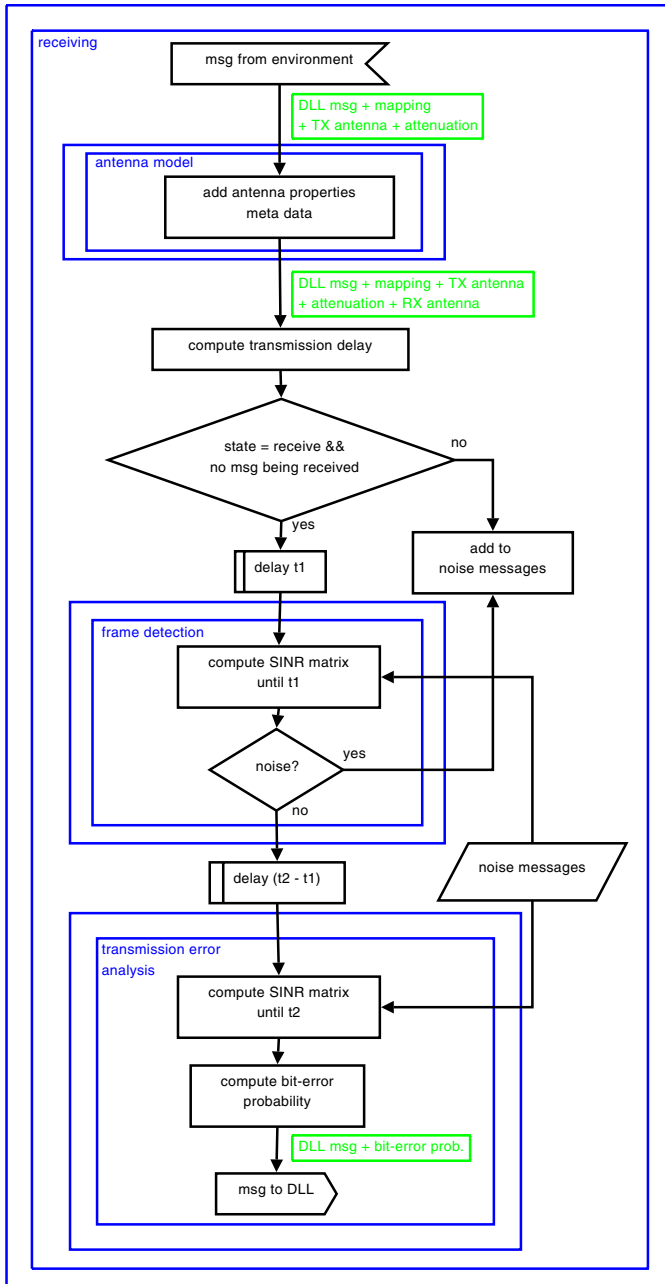 receiving
msg from environment
DLL msg + mapping
+ TX antenna + attenuation
antenna model
add antenna properties
meta data
DLL msg + mapping + TX antenna
+ attenuation + RX antenna
compute transmission delay
state = receive &&
no msg being received
no
yes
add to
noise messages
delay t1
frame detection
compute SINR matrix
until t1
noise?
yes
no
delay (t2 - t1)
noise messages
transmission error
analysis
compute SINR matrix
until t2
compute bit-error
probability
DLL msg + bit-error prob.
msg to DLL